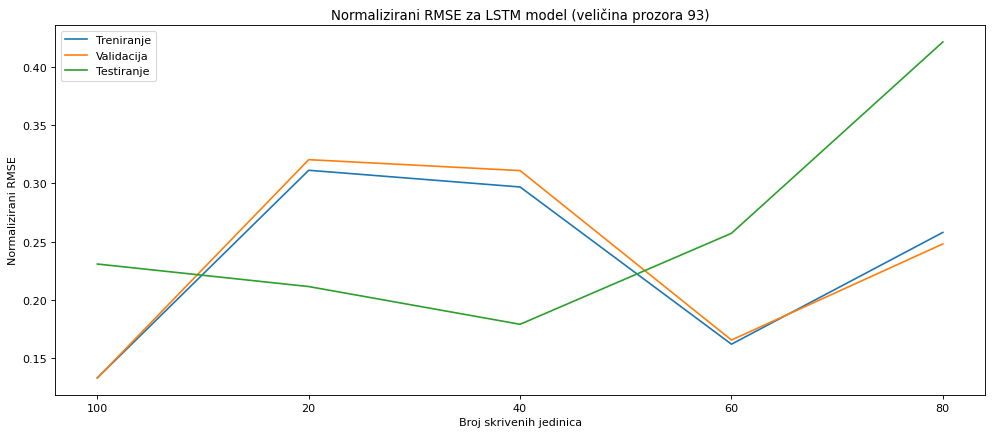 Normalizirani RMSE za LSTM model (veličina prozora 93)
Treniranje
Validacija
Testiranje
Normalizirani RMSE
0.40
0.35
0.30
0.25
0.20
0.15
100 20 40 60 80
Broj skrivenih jedinica